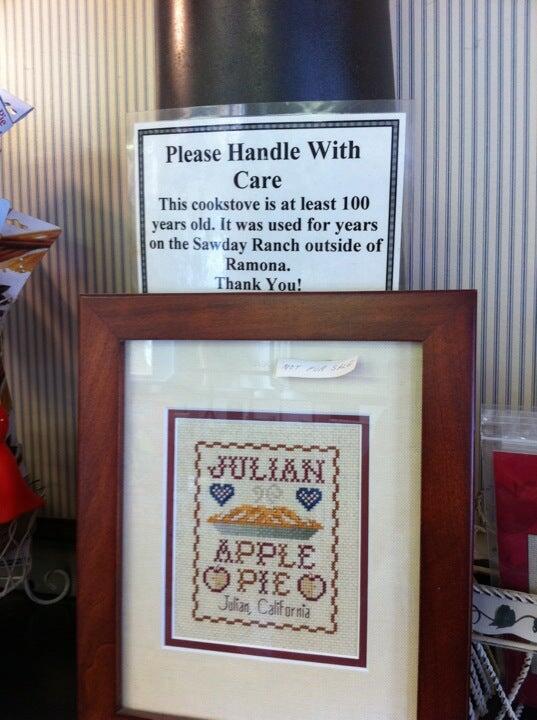 Please Handle With
Care
This cookstove is at least 100
years old. It was used for years
on the Sawday Ranch outside of
Ramona.
Thank You!
NOT FOR SALE
JULIAN
APPLE
PIE
Julian, California